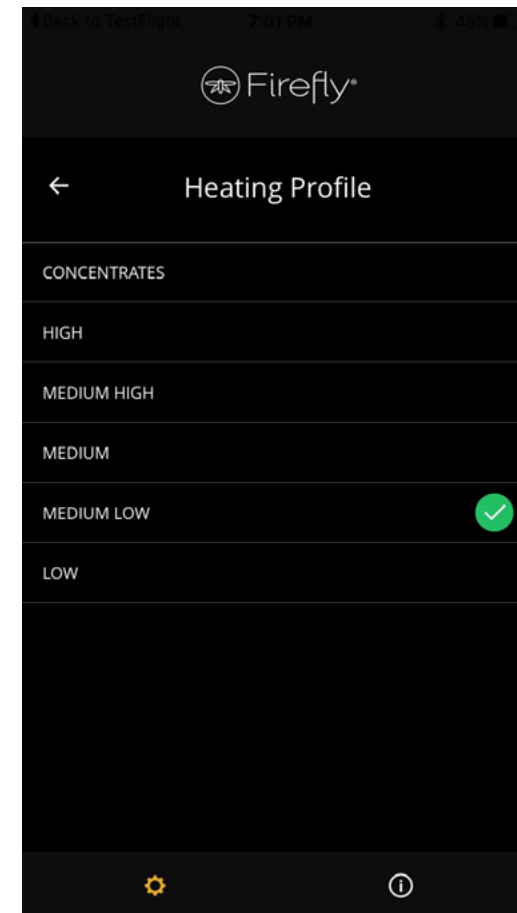 Back to TestFlight 7:01 PM 45%
Firefly®
Heating Profile
CONCENTRATES
HIGH
MEDIUM HIGH
MEDIUM
MEDIUM LOW
LOW